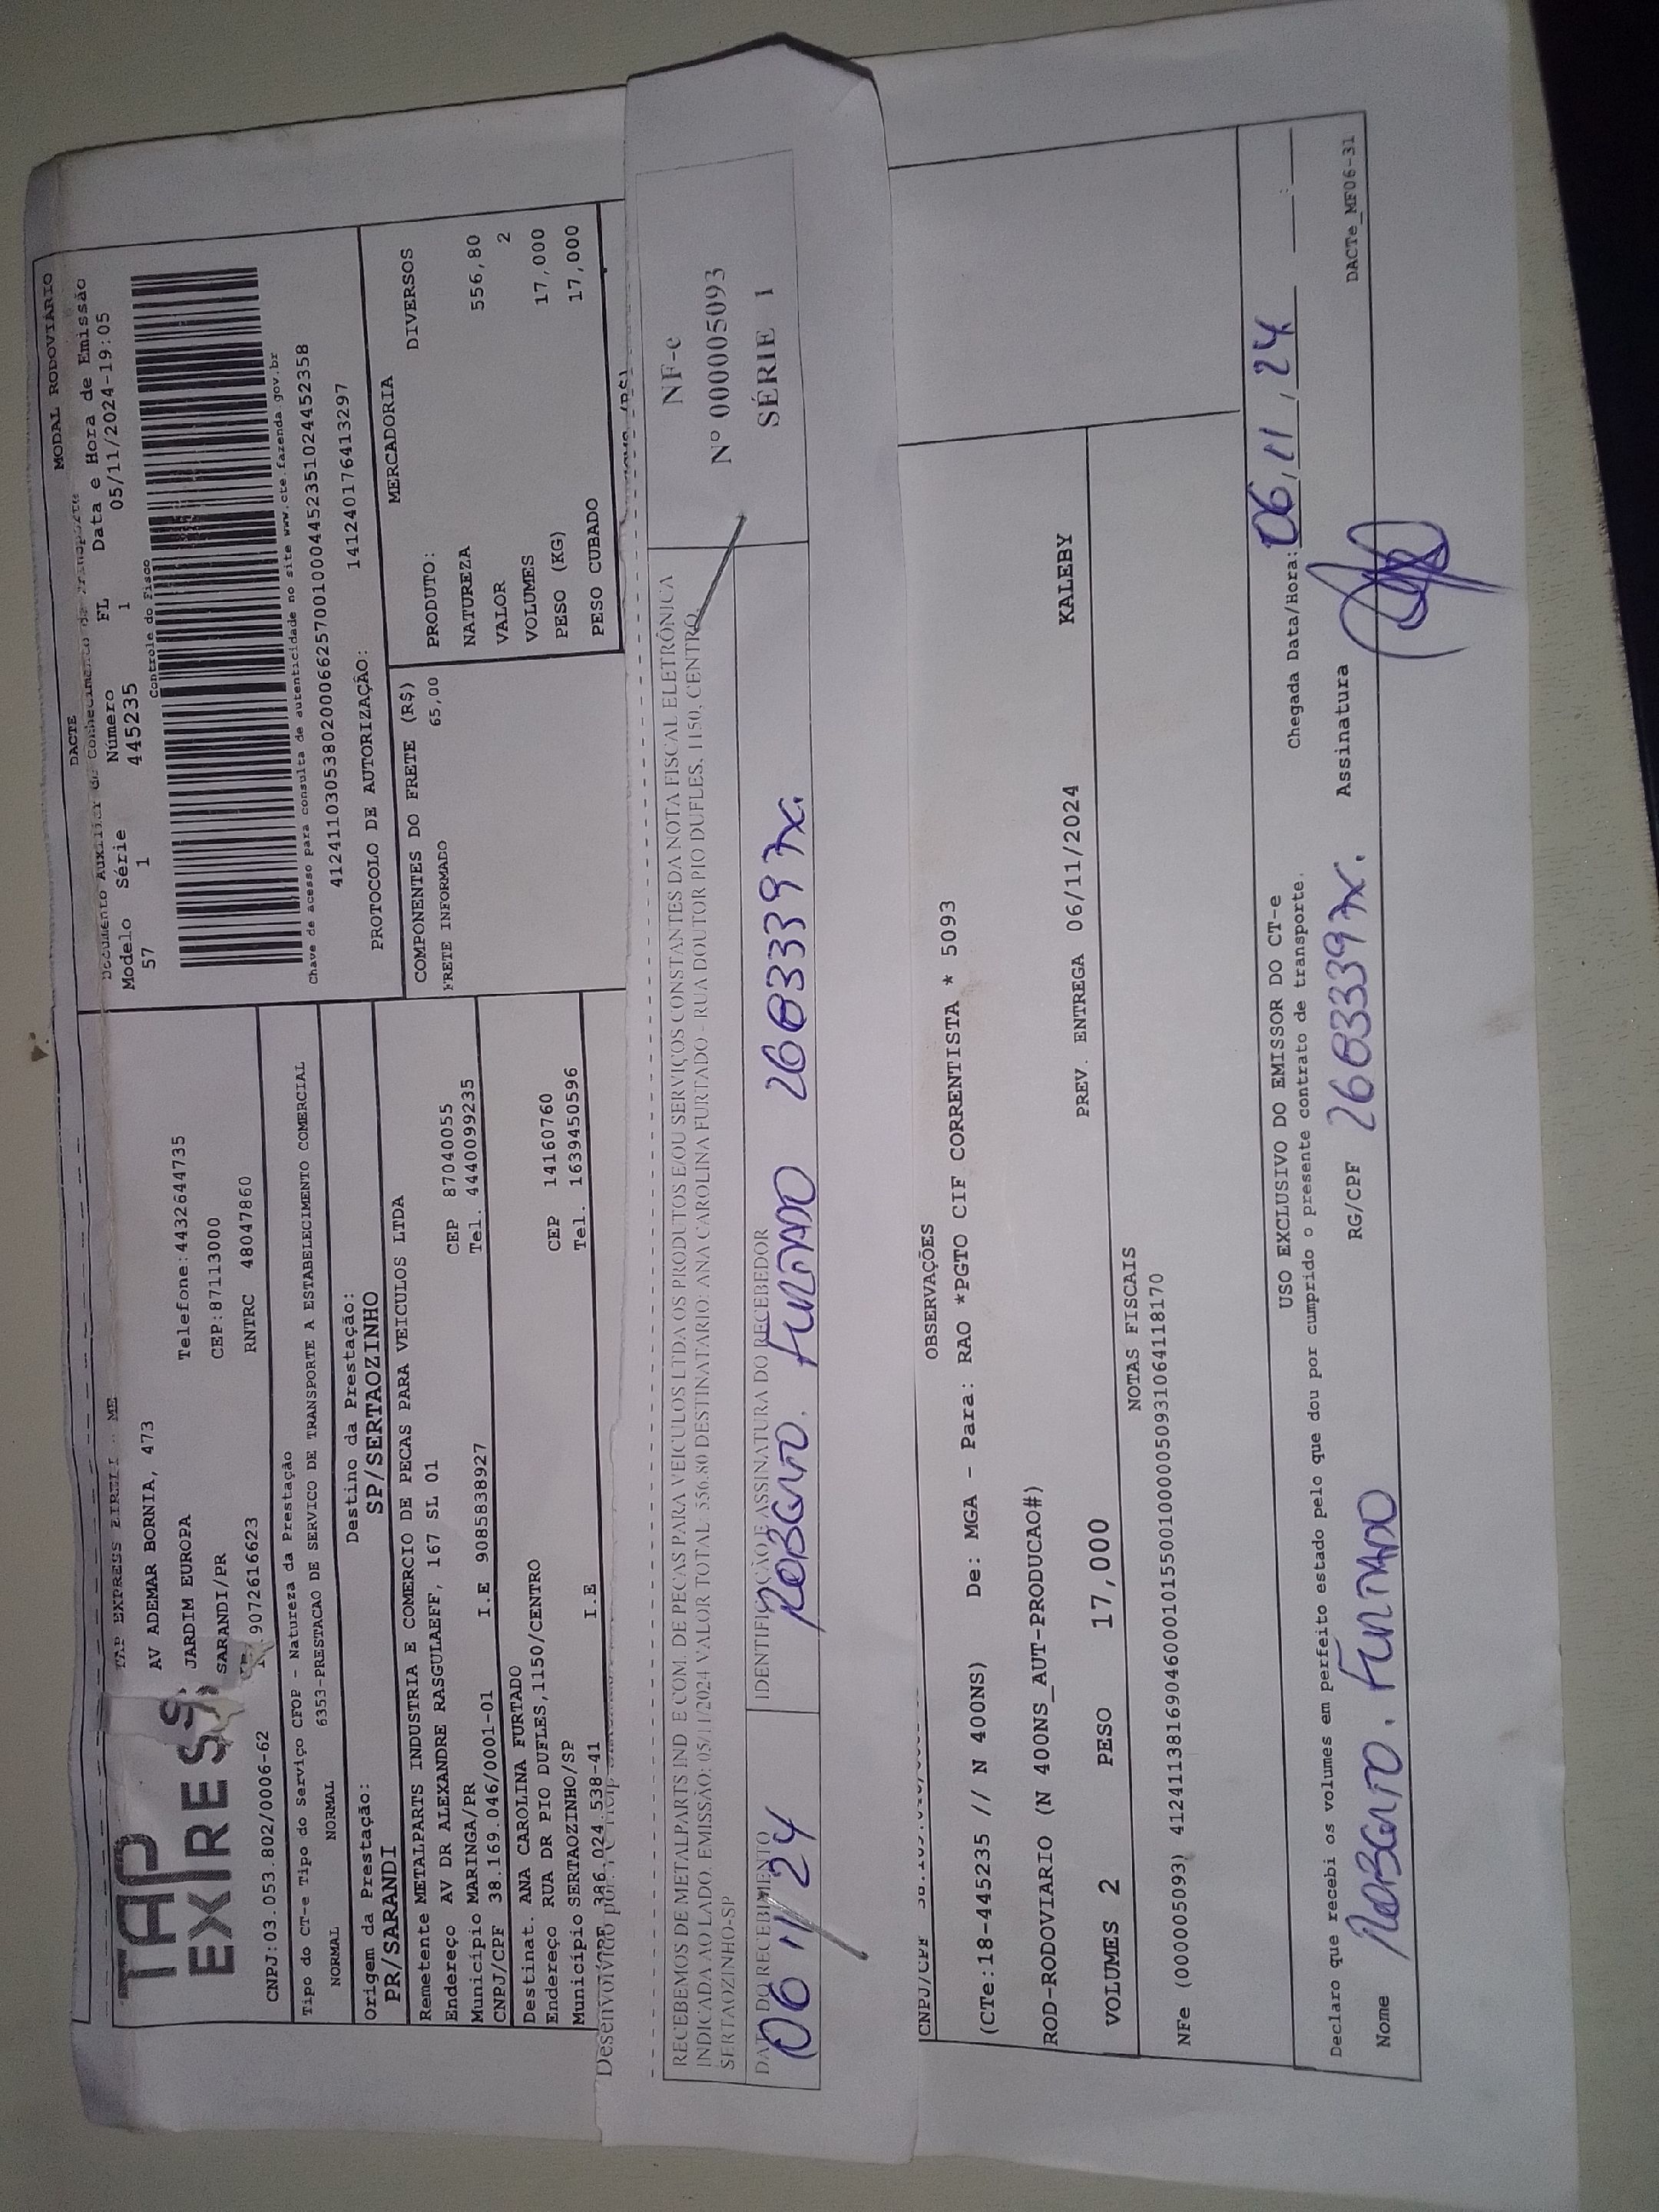 MODAL RODOVIÁRIO
DACTE
Documento Auxiliar do Conhecimento de Transporte
Modelo Série Número FL Data e Hora de Emissão
57 1 445235 1 05/11/2024-19:05
Controle do Fisco
Chave de acesso para consulta de autenticidade no site www.cte.fazenda.gov.br
41241103053802000662570010004452351024452358
PROTOCOLO DE AUTORIZAÇÃO: 141240176413297
TAP EXPRESS
TAP EXPRESS EIRELI - ME
AV ADEMAR BORNIA, 473
JARDIM EUROPA Telefone:4432644735
SARANDI/PR CEP:87113000
CNPJ:03.053.802/0006-62 9072616623 RNTRC 48047860
Tipo do CT-e Tipo do Serviço CFOP - Natureza da Prestação
NORMAL NORMAL 6353-PRESTACAO DE SERVICO DE TRANSPORTE A ESTABELECIMENTO COMERCIAL
Origem da Prestação: Destino da Prestação:
PR/SARANDI SP/SERTAOZINHO
Remetente METALPARTS INDUSTRIA E COMERCIO DE PECAS PARA VEICULOS LTDA
Endereço AV DR ALEXANDRE RASGULAEFF, 167 SL 01 CEP 87040055
Município MARINGA/PR Tel. 4440099235
CNPJ/CPF 38.169.046/0001-01 I.E 9085838927
Destinat. ANA CAROLINA FURTADO
Endereço RUA DR PIO DUFLES,1150/CENTRO CEP 14160760
Município SERTAOZINHO/SP Tel. 1639450596
386.024.538-41 I.E
COMPONENTES DO FRETE (R$)
FRETE INFORMADO 65,00
MERCADORIA
PRODUTO: DIVERSOS
NATUREZA
VALOR 556,80
VOLUMES 2
PESO (KG) 17,000
PESO CUBADO 17,000
Desenvolvido por:
RECEBEMOS DE METALPARTS IND E COM. DE PECAS PARA VEICULOS LTDA OS PRODUTOS E/OU SERVIÇOS CONSTANTES DA NOTA FISCAL ELETRÔNICA
INDICADA AO LADO. EMISSÃO: 05/11/2024 VALOR TOTAL: 556,80 DESTINATÁRIO: ANA CAROLINA FURTADO - RUA DOUTOR PIO DUFLES, 1150, CENTRO
SERTAOZINHO-SP
NF-e
Nº 000005093
SÉRIE 1
DATA DO RECEBIMENTO IDENTIFICAÇÃO E ASSINATURA DO RECEBEDOR
06 11/24 ROBERTO. FURTADO 2683339
CNPJ/CPF
OBSERVAÇÕES
(CTe:18-445235 // N 400NS) De: MGA - Para: RAO *PGTO CIF CORRENTISTA * 5093
ROD-RODOVIARIO (N 400NS_AUT-PRODUCAO#)
VOLUMES 2 PESO 17,000 PREV. ENTREGA 06/11/2024 KALEBY
NOTAS FISCAIS
NFe (000005093) 41241138169046000101550010000050931064118170
USO EXCLUSIVO DO EMISSOR DO CT-e
Declaro que recebi os volumes em perfeito estado pelo que dou por cumprido o presente contrato de transporte. Chegada Data/Hora: 06/11/24 :
Nome ROBERTO. FURTADO RG/CPF 2683339 Assinatura
DACTe_MF06-31